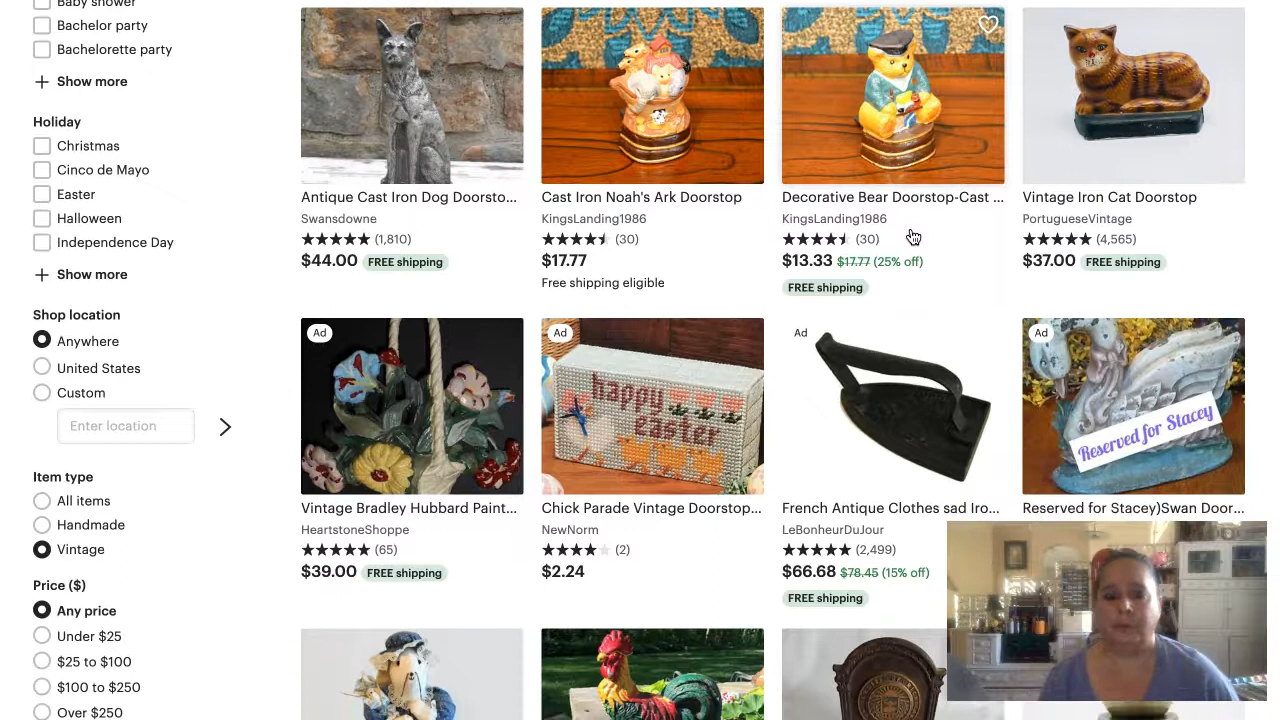 Baby shower
Bachelor party
Bachelorette party
Show more
Holiday
Christmas
Cinco de Mayo
Easter
Halloween
Independence Day
Show more
Shop location
Anywhere
United States
Custom
Enter location
Item type
All items
Handmade
Vintage
Price ($)
Any price
Under $25
$25 to $100
$100 to $250
Over $250
Antique Cast Iron Dog Doorsto...
Swansdowne
(1,810)
$44.00 FREE shipping
Cast Iron Noah's Ark Doorstop
KingsLanding1986
(30)
$17.77
Free shipping eligible
Decorative Bear Doorstop-Cast ...
KingsLanding1986
(30)
$13.33 $17.77 (25% off)
FREE shipping
Vintage Iron Cat Doorstop
PortugueseVintage
(4,565)
$37.00 FREE shipping
Ad
Vintage Bradley Hubbard Paint...
HeartstoneShoppe
(65)
$39.00 FREE shipping
Ad
happy
easter
Chick Parade Vintage Doorstop...
NewNorm
(2)
$2.24
Ad
French Antique Clothes sad Iro...
LeBonheurDuJour
(2,499)
$66.68 $78.45 (15% off)
FREE shipping
Ad
Reserved for Stacey
Reserved for Stacey)Swan Door...